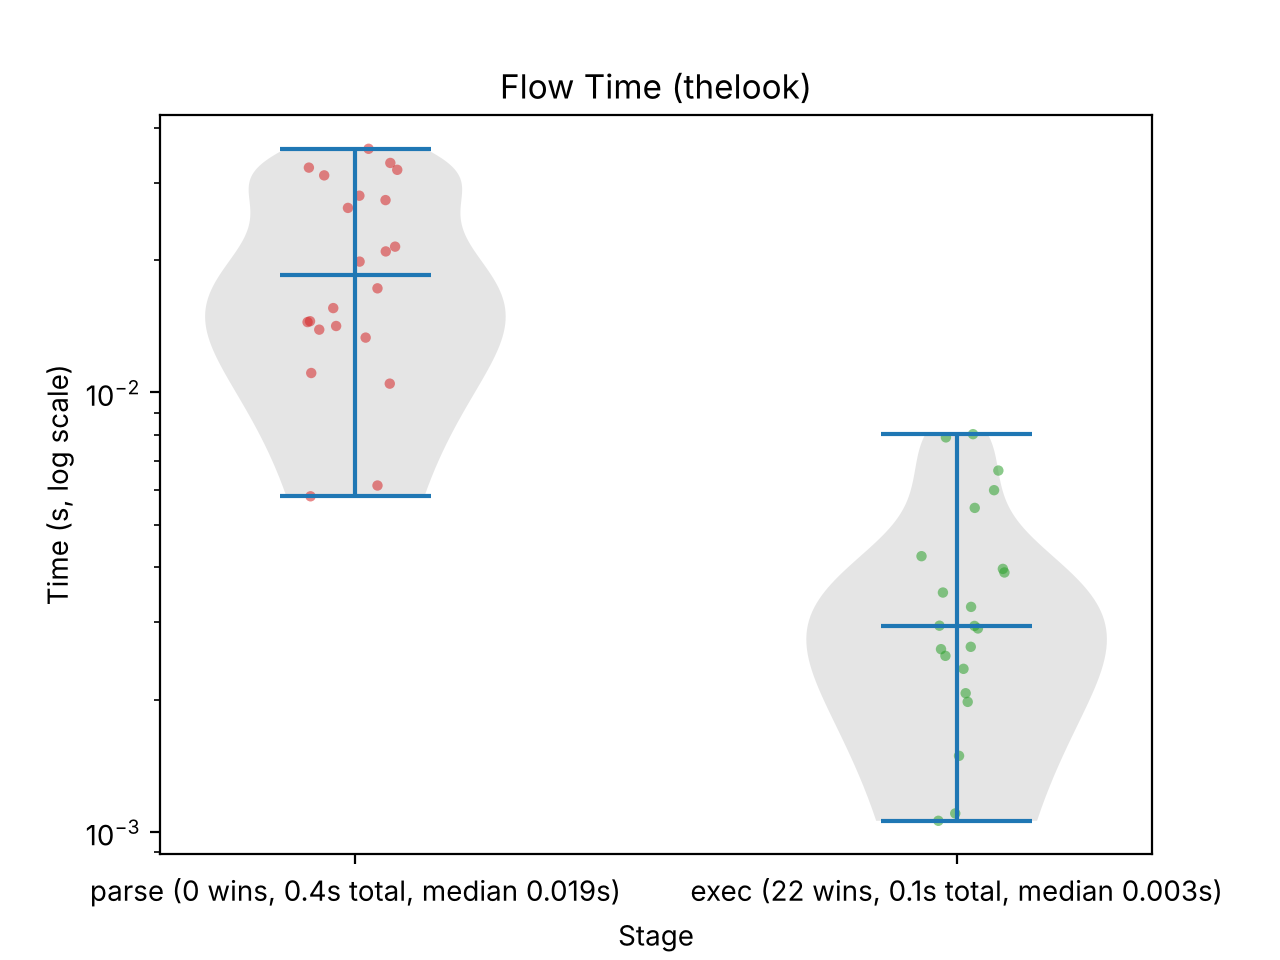 Flow Time (thelook)
Time (s, log scale)
10⁻²
10⁻³
parse (0 wins, 0.4s total, median 0.019s)
exec (22 wins, 0.1s total, median 0.003s)
Stage